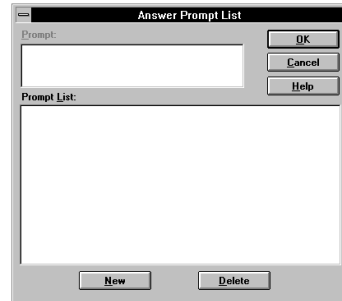 Answer Prompt List
Prompt:
OK
Cancel
Help
Prompt List:
New
Delete